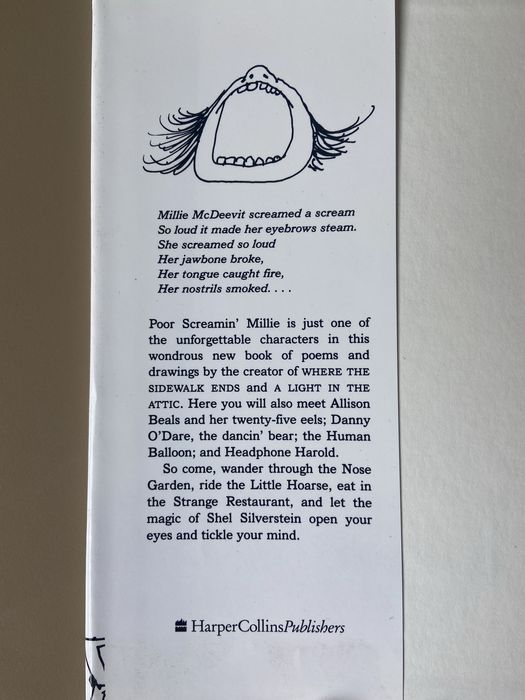 Millie McDeevit screamed a scream
So loud it made her eyebrows steam.
She screamed so loud
Her jawbone broke,
Her tongue caught fire,
Her nostrils smoked. . . .
Poor Screamin’ Millie is just one of
the unforgettable characters in this
wondrous new book of poems and
drawings by the creator of WHERE THE
SIDEWALK ENDS and A LIGHT IN THE
ATTIC. Here you will also meet Allison
Beals and her twenty-five eels; Danny
O’Dare, the dancin’ bear; the Human
Balloon; and Headphone Harold.
So come, wander through the Nose
Garden, ride the Little Hoarse, eat in
the Strange Restaurant, and let the
magic of Shel Silverstein open your
eyes and tickle your mind.
HarperCollinsPublishers